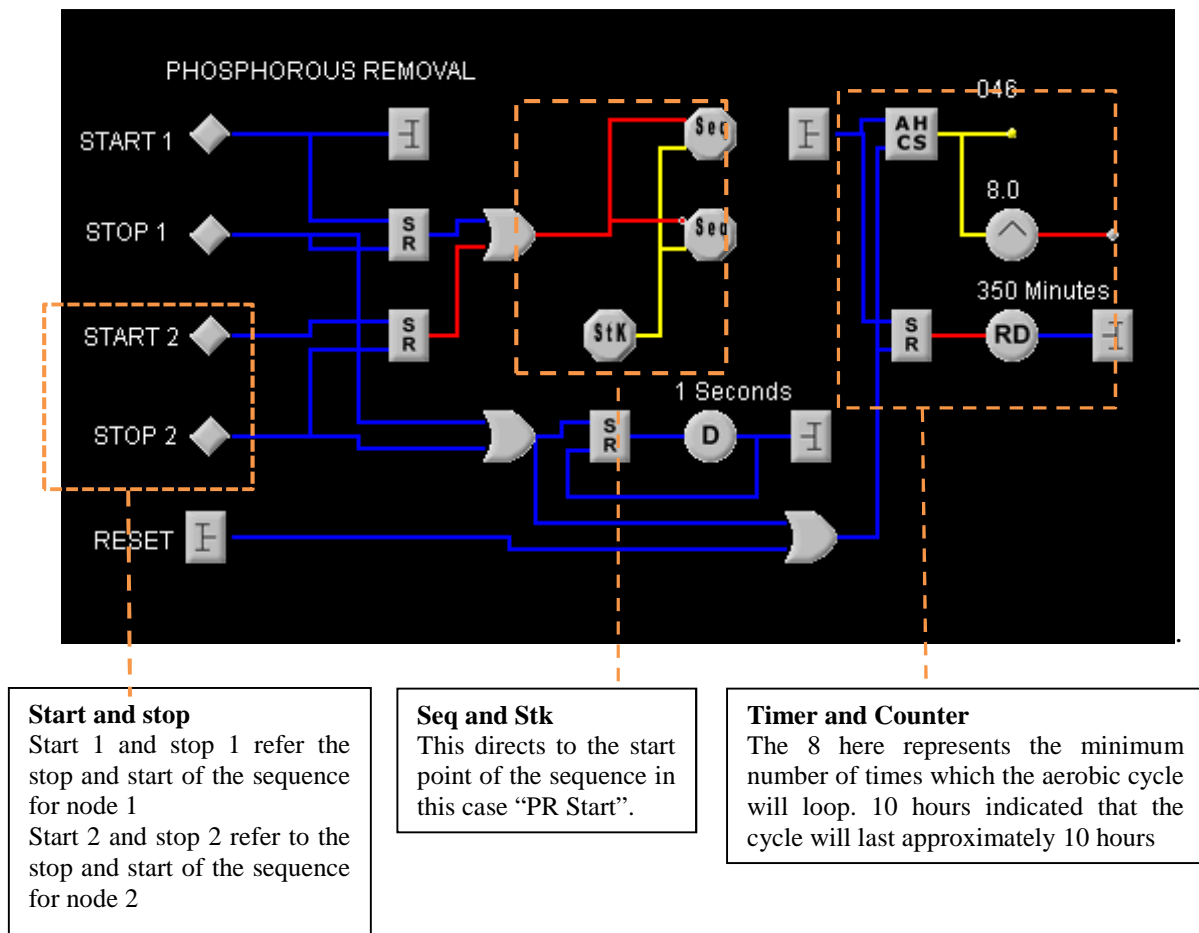 PHOSPHOROUS REMOVAL
046
START 1
Seq
AH
CS
8.0
STOP 1
S
R
Seq
350 Minutes
START 2
S
R
StK
S
R
RD
1 Seconds
STOP 2
S
R
D
RESET
.
Start and stop
Start 1 and stop 1 refer the
stop and start of the sequence
for node 1
Start 2 and stop 2 refer to the
stop and start of the sequence
for node 2
Seq and Stk
This directs to the start
point of the sequence in
this case “PR Start”.
Timer and Counter
The 8 here represents the minimum
number of times which the aerobic cycle
will loop. 10 hours indicated that the
cycle will last approximately 10 hours